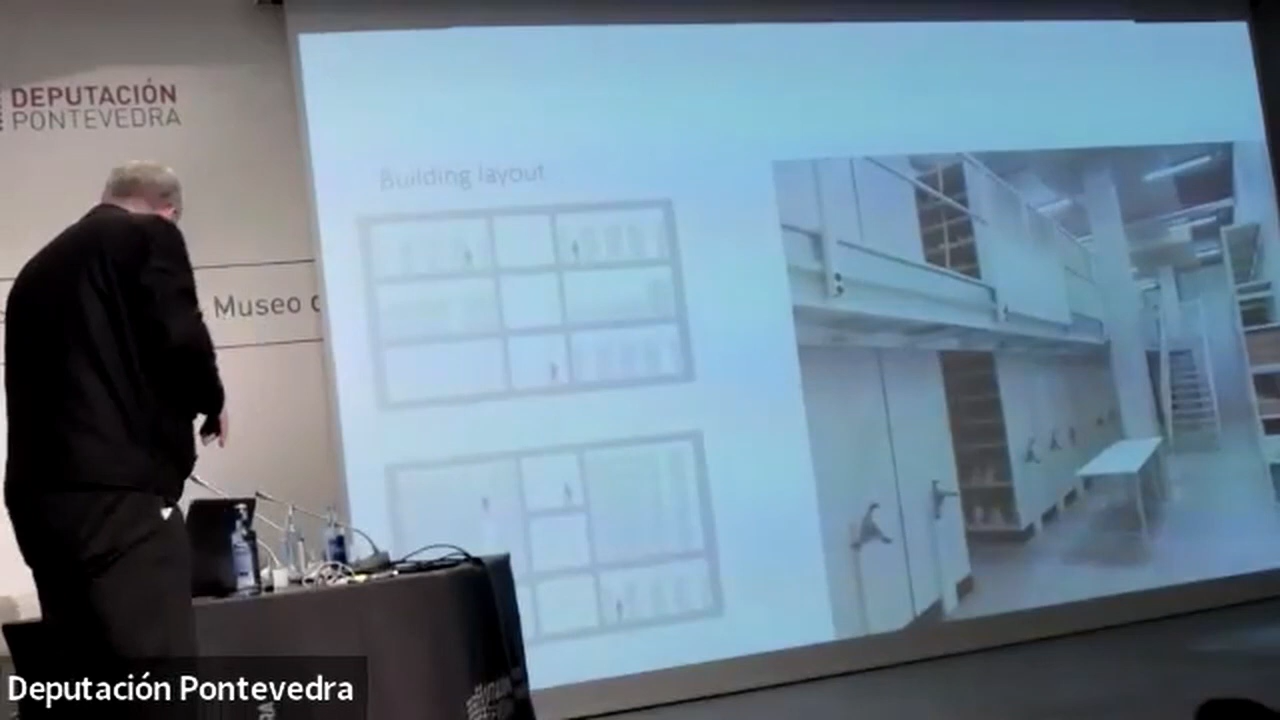 DEPUTACIÓN
PONTEVEDRA
Building layout
Museo
Deputación Pontevedra